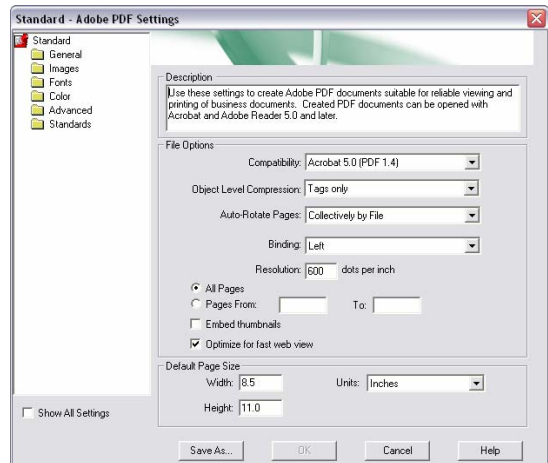 Standard - Adobe PDF Settings
Standard
General
Images
Fonts
Color
Advanced
Standards
Show All Settings
Description
Use these settings to create Adobe PDF documents suitable for reliable viewing and
printing of business documents. Created PDF documents can be opened with
Acrobat and Adobe Reader 5.0 and later.
File Options
Compatibility: Acrobat 5.0 (PDF 1.4)
Object Level Compression: Tags only
Auto-Rotate Pages: Collectively by File
Binding: Left
Resolution: 600 dots per inch
All Pages
Pages From: To:
Embed thumbnails
Optimize for fast web view
Default Page Size
Width: 8.5 Units: Inches
Height: 11.0
Save As... OK Cancel Help